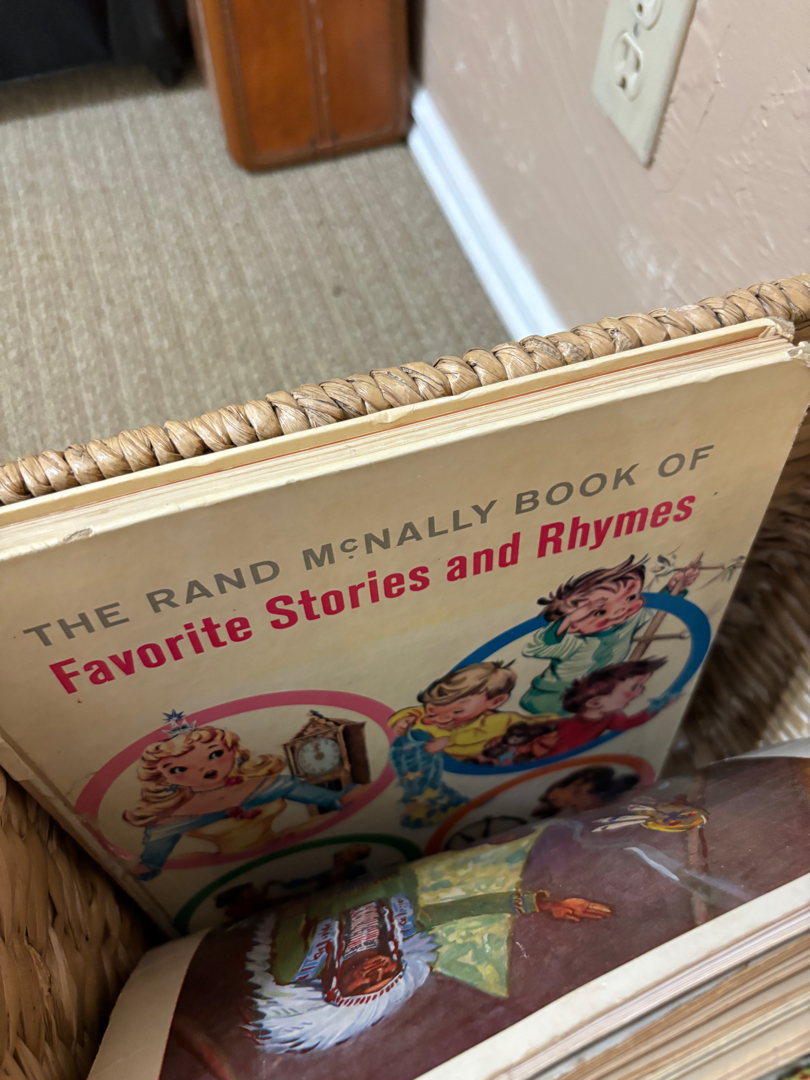 THE RAND McNALLY BOOK OF
Favorite Stories and Rhymes